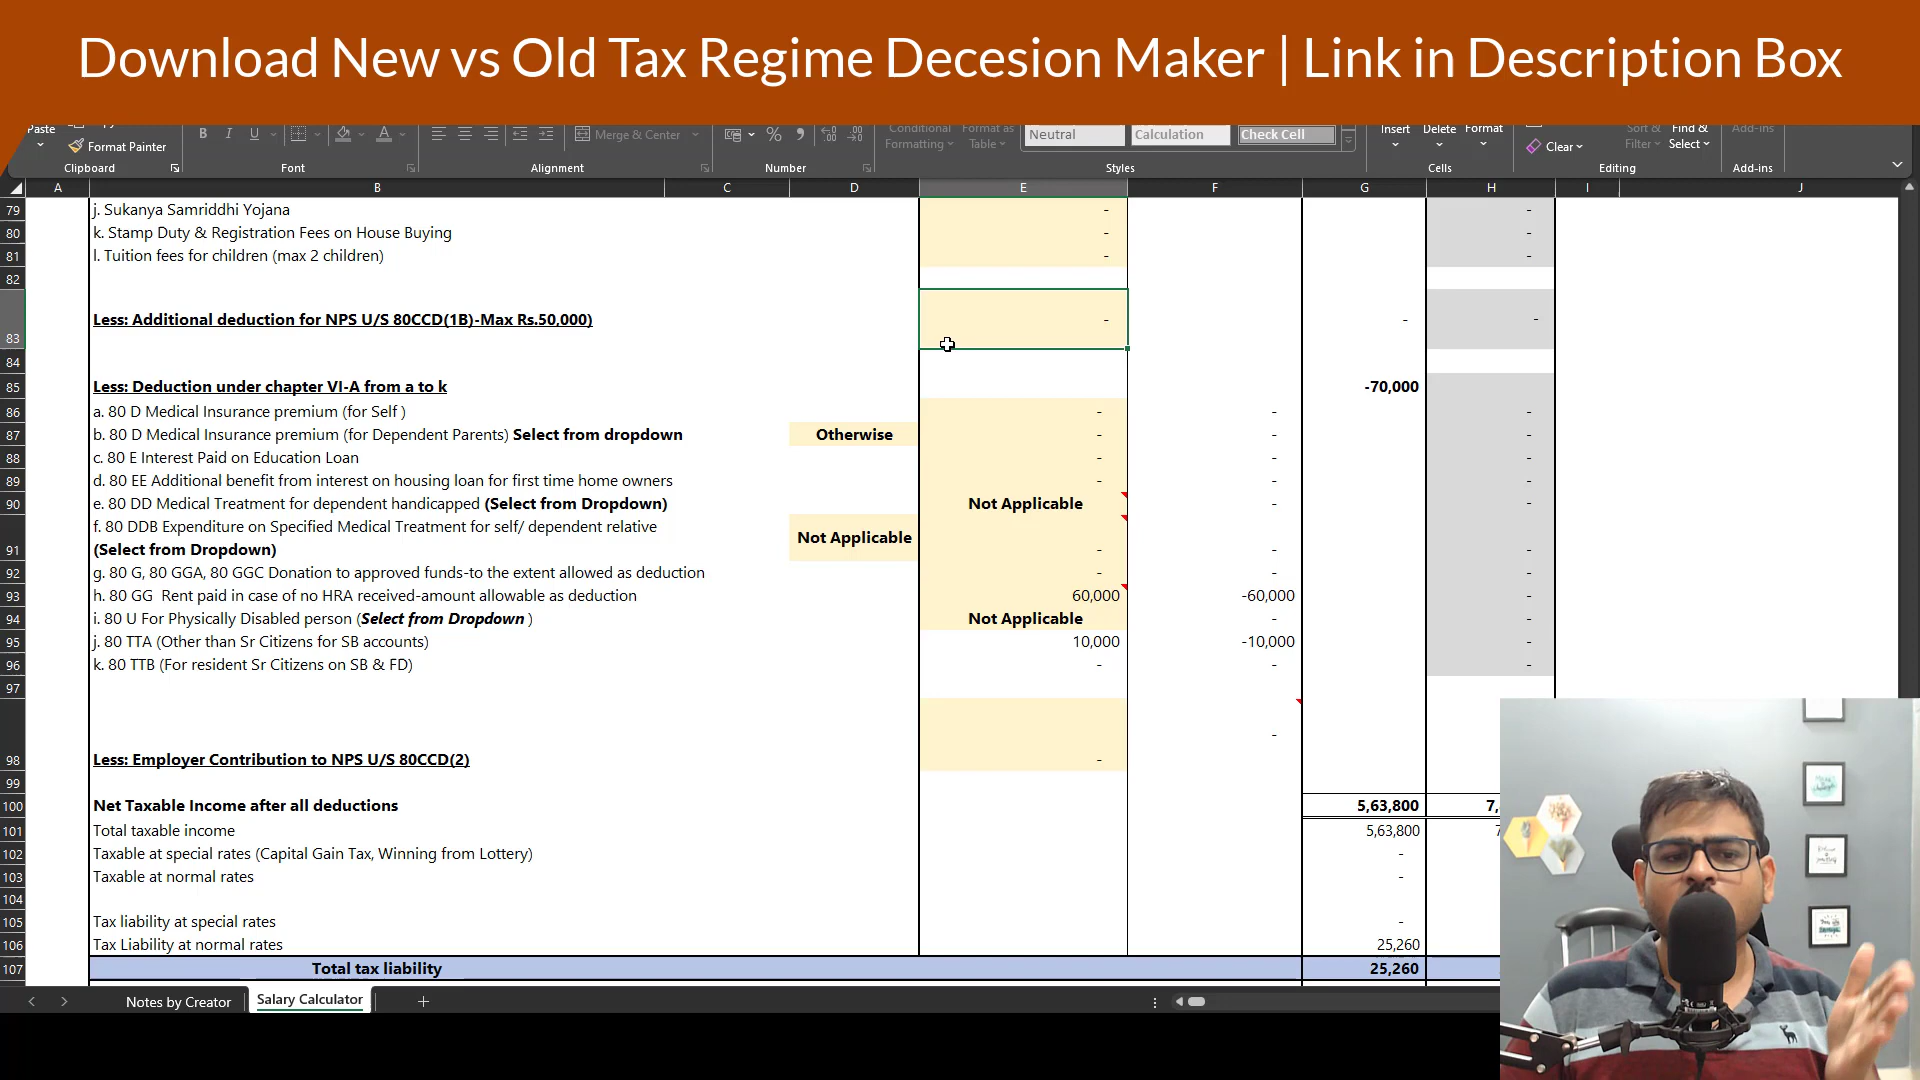 Download New vs Old Tax Regime Decesion Maker | Link in Description Box
Paste
Format Painter
B I U A
Merge & Center
%
Conditional Formatting
Format as Table
Neutral
Calculation
Check Cell
Insert
Delete
Format
Clear
Sort & Filter
Find & Select
Add-ins
Clipboard Font Alignment Number Styles Cells Editing Add-ins
A B C D E F G H I J
79 j. Sukanya Samriddhi Yojana - -
80 k. Stamp Duty & Registration Fees on House Buying - -
81 l. Tuition fees for children (max 2 children) - -
82
83 Less: Additional deduction for NPS U/S 80CCD(1B)-Max Rs.50,000) - - -
84
85 Less: Deduction under chapter VI-A from a to k -70,000
86 a. 80 D Medical Insurance premium (for Self ) - - -
87 b. 80 D Medical Insurance premium (for Dependent Parents) Select from dropdown Otherwise - - -
88 c. 80 E Interest Paid on Education Loan - - -
89 d. 80 EE Additional benefit from interest on housing loan for first time home owners - - -
90 e. 80 DD Medical Treatment for dependent handicapped (Select from Dropdown) Not Applicable - -
f. 80 DDB Expenditure on Specified Medical Treatment for self/ dependent relative
91 (Select from Dropdown) Not Applicable - - -
92 g. 80 G, 80 GGA, 80 GGC Donation to approved funds-to the extent allowed as deduction - - -
93 h. 80 GG Rent paid in case of no HRA received-amount allowable as deduction 60,000 -60,000 -
94 i. 80 U For Physically Disabled person (Select from Dropdown ) Not Applicable - -
95 j. 80 TTA (Other than Sr Citizens for SB accounts) 10,000 -10,000 -
96 k. 80 TTB (For resident Sr Citizens on SB & FD) - - -
97
-
98 Less: Employer Contribution to NPS U/S 80CCD(2) -
99
100 Net Taxable Income after all deductions 5,63,800 7,
101 Total taxable income 5,63,800 7
102 Taxable at special rates (Capital Gain Tax, Winning from Lottery) -
103 Taxable at normal rates -
104
105 Tax liability at special rates -
106 Tax Liability at normal rates 25,260
107 Total tax liability 25,260
Notes by Creator Salary Calculator